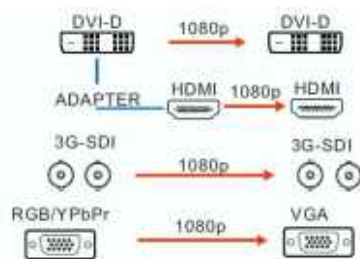 DVI-D 1080p DVI-D
ADAPTER HDMI 1080p HDMI
3G-SDI 1080p 3G-SDI
RGB/YPbPr 1080p VGA